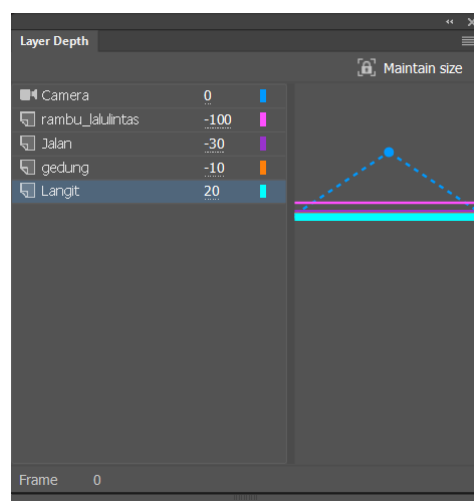 Layer Depth
Maintain size
Camera 0
rambu_lalulintas -100
Jalan -30
gedung -10
Langit 20
Frame 0